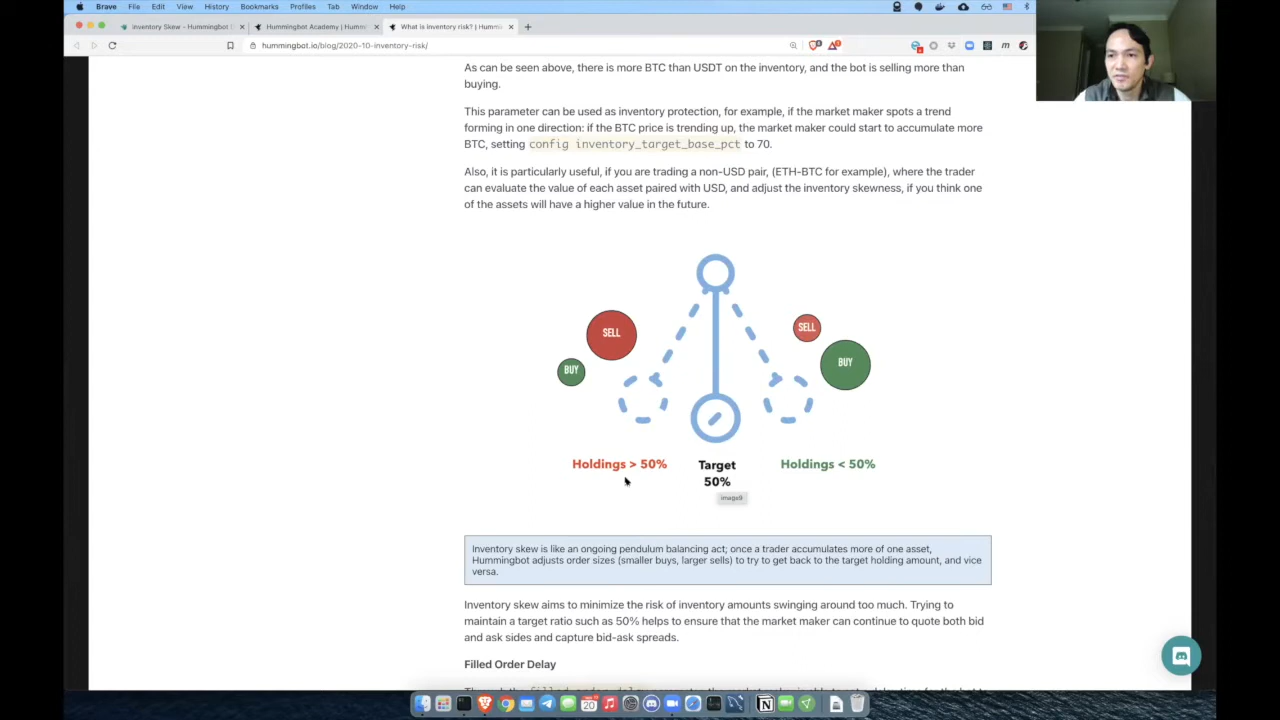 Brave File Edit View History Bookmarks Profiles Tab Window Help
Inventory Skew - Hummingbot
Hummingbot Academy | Hummi
What is inventory risk? | Hummi
hummingbot.io/blog/2020-10-inventory-risk/
As can be seen above, there is more BTC than USDT on the inventory, and the bot is selling more than
buying.
This parameter can be used as inventory protection, for example, if the market maker spots a trend
forming in one direction: if the BTC price is trending up, the market maker could start to accumulate more
BTC, setting config inventory_target_base_pct to 70.
Also, it is particularly useful, if you are trading a non-USD pair, (ETH-BTC for example), where the trader
can evaluate the value of each asset paired with USD, and adjust the inventory skewness, if you think one
of the assets will have a higher value in the future.
SELL
BUY
SELL
BUY
Holdings > 50%
Target
50%
Holdings < 50%
image9
Inventory skew is like an ongoing pendulum balancing act; once a trader accumulates more of one asset,
Hummingbot adjusts order sizes (smaller buys, larger sells) to try to get back to the target holding amount, and vice
versa.
Inventory skew aims to minimize the risk of inventory amounts swinging around too much. Trying to
maintain a target ratio such as 50% helps to ensure that the market maker can continue to quote both bid
and ask sides and capture bid-ask spreads.
Filled Order Delay